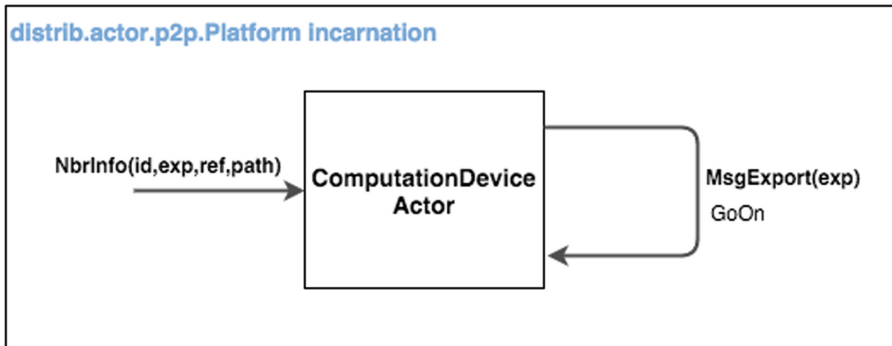 distrib.actor.p2p.Platform incarnation
NbrInfo(id,exp,ref,path)
ComputationDevice
Actor
MsgExport(exp)
GoOn